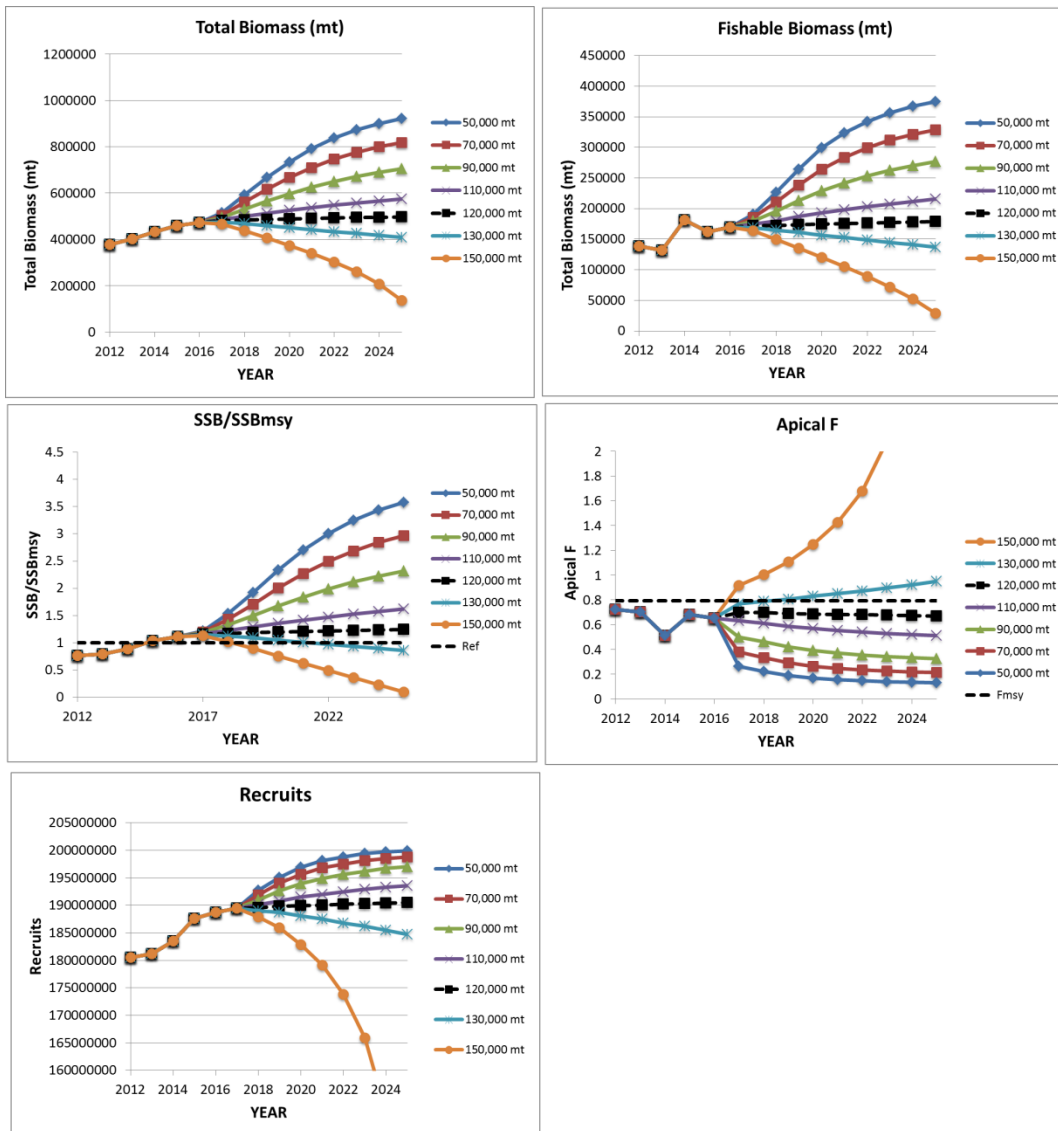 Total Biomass (mt)
Total Biomass (mt)
1200000
1000000
800000
600000
400000
200000
0
2012 2014 2016 2018 2020 2022 2024
YEAR
50,000 mt
70,000 mt
90,000 mt
110,000 mt
120,000 mt
130,000 mt
150,000 mt
Fishable Biomass (mt)
Total Biomass (mt)
450000
400000
350000
300000
250000
200000
150000
100000
50000
0
2012 2014 2016 2018 2020 2022 2024
YEAR
50,000 mt
70,000 mt
90,000 mt
110,000 mt
120,000 mt
130,000 mt
150,000 mt
SSB/SSBmsy
SSB/SSBmsy
4.5
4
3.5
3
2.5
2
1.5
1
0.5
0
2012 2017 2022
YEAR
50,000 mt
70,000 mt
90,000 mt
110,000 mt
120,000 mt
130,000 mt
150,000 mt
Ref
Apical F
Apical F
2
1.8
1.6
1.4
1.2
1
0.8
0.6
0.4
0.2
0
2012 2014 2016 2018 2020 2022 2024
YEAR
150,000 mt
130,000 mt
120,000 mt
110,000 mt
90,000 mt
70,000 mt
50,000 mt
Fmsy
Recruits
Recruits
205000000
200000000
195000000
190000000
185000000
180000000
175000000
170000000
165000000
160000000
2012 2014 2016 2018 2020 2022 2024
YEAR
50,000 mt
70,000 mt
90,000 mt
110,000 mt
120,000 mt
130,000 mt
150,000 mt